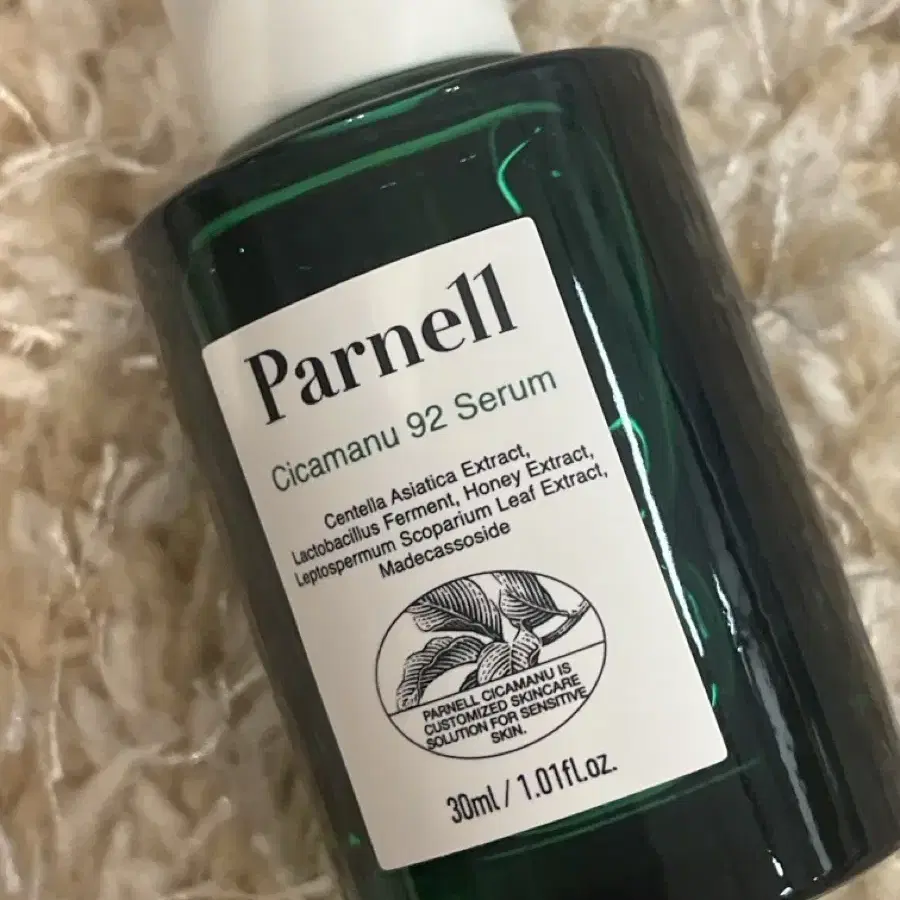 Parnell
Cicamanu 92 Serum
Centella Asiatica Extract,
Lactobacillus Ferment, Honey Extract,
Leptospermum Scoparium Leaf Extract,
Madecassoside
PARNELL CICAMANU IS
CUSTOMIZED SKINCARE
SOLUTION FOR SENSITIVE
SKIN.
30ml / 1.01fl.oz.